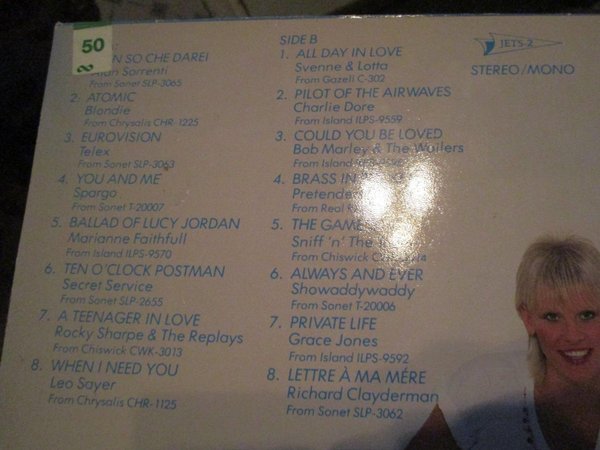 50
8
N SO CHE DAREI
Alan Sorrenti
From Sonet SLP-3065
2. ATOMIC
Blondie
From Chrysalis CHR-1225
3. EUROVISION
Telex
From Sonet SLP-3063
4. YOU AND ME
Spargo
From Sonet T-20007
5. BALLAD OF LUCY JORDAN
Marianne Faithfull
From Island ILPS-9570
6. TEN O'CLOCK POSTMAN
Secret Service
From Sonet SLP-2655
7. A TEENAGER IN LOVE
Rocky Sharpe & The Replays
From Chiswick CWK-3013
8. WHEN I NEED YOU
Leo Sayer
From Chrysalis CHR-1125
SIDE B
1. ALL DAY IN LOVE
Svenne & Lotta
From Gazell C-302
2. PILOT OF THE AIRWAVES
Charlie Dore
From Island ILPS-9559
3. COULD YOU BE LOVED
Bob Marley & The Wailers
From Island
4. BRASS IN
Pretende
From Real
5. THE GAME
Sniff 'n' The
From Chiswick
6. ALWAYS AND EVER
Showaddywaddy
From Sonet T-20006
7. PRIVATE LIFE
Grace Jones
From Island ILPS-9592
8. LETTRE À MA MÉRE
Richard Clayderman
From Sonet SLP-3062
JETS-2
STEREO/MONO